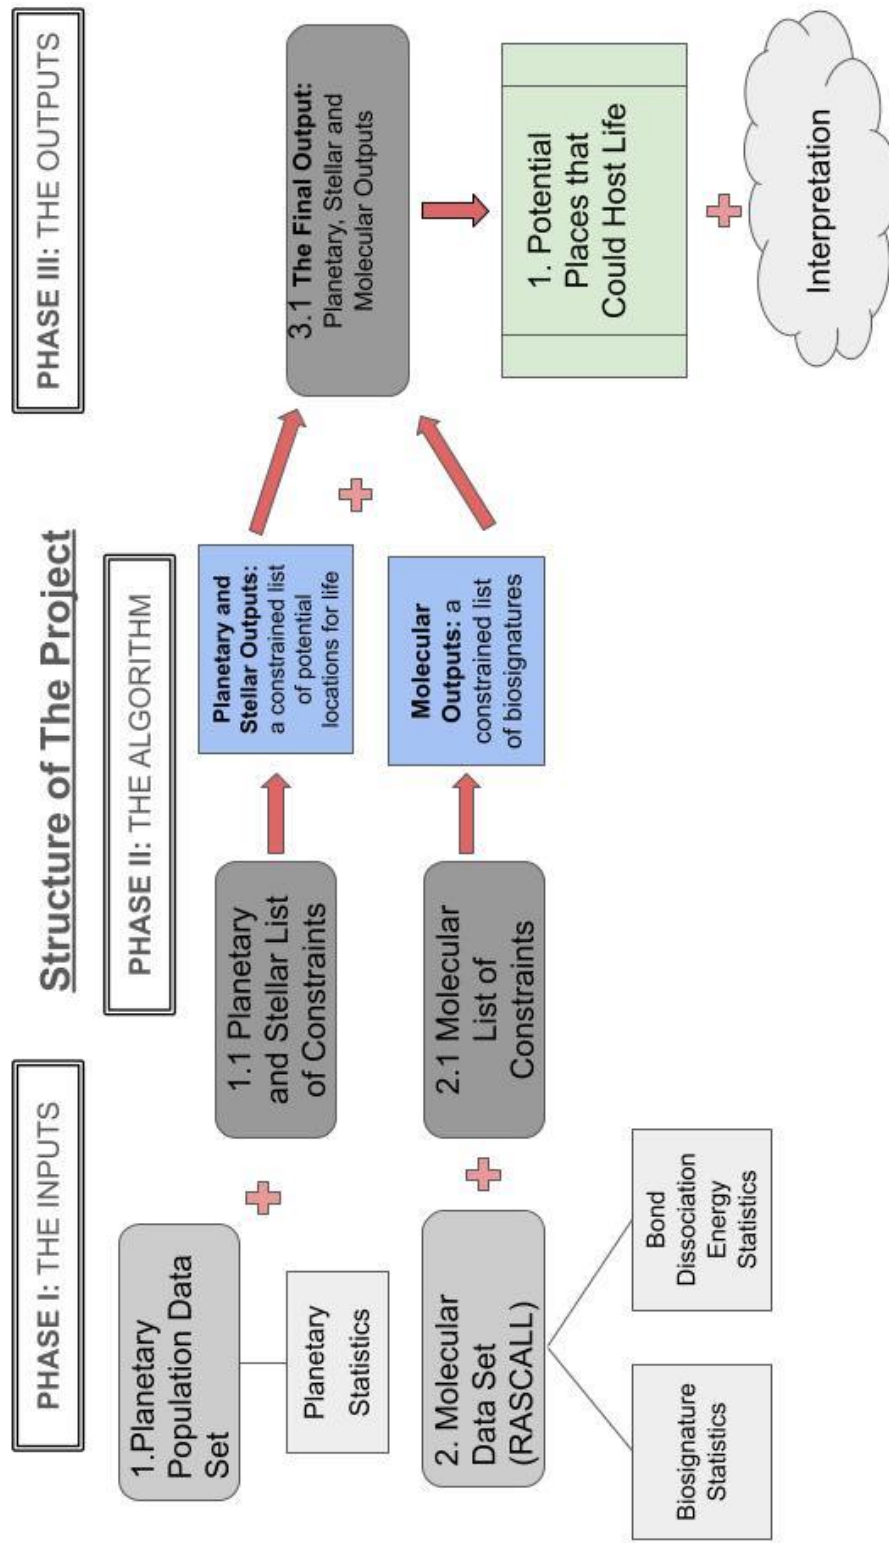 Structure of The Project
PHASE I: THE INPUTS
PHASE II: THE ALGORITHM
PHASE III: THE OUTPUTS
1.Planetary
Population Data
Set
Planetary
Statistics
2. Molecular
Data Set
(RASCALL)
Biosignature
Statistics
Bond
Dissociation
Energy
Statistics
1.1 Planetary
and Stellar List
of Constraints
2.1 Molecular
List of
Constraints
Planetary and
Stellar Outputs:
a constrained list
of potential
locations for life
Molecular
Outputs: a
constrained list
of biosignatures
3.1 The Final Output:
Planetary, Stellar and
Molecular Outputs
1. Potential
Places that
Could Host Life
Interpretation